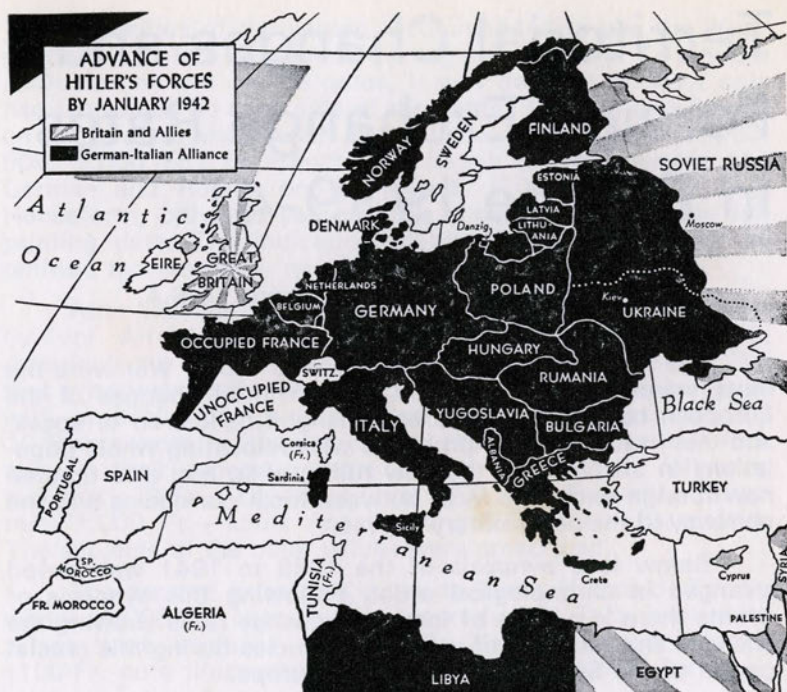 ADVANCE OF
HITLER'S FORCES
BY JANUARY 1942
Britain and Allies
German-Italian Alliance
NORWAY
SWEDEN
FINLAND
SOVIET RUSSIA
ESTONIA
LATVIA
LITHU-
ANIA
Danzig
Moscow
Atlantic
Ocean
EIRE
GREAT
BRITAIN
DENMARK
NETHERLANDS
BELGIUM
GERMANY
POLAND
Kiev
UKRAINE
OCCUPIED FRANCE
SWITZ.
HUNGARY
RUMANIA
UNOCCUPIED
FRANCE
ITALY
YUGOSLAVIA
BULGARIA
Black Sea
ALBANIA
GREECE
Corsica
(Fr.)
Sardinia
PORTUGAL
SPAIN
TURKEY
Mediterranean Sea
Sicily
Crete
Cyprus
SYRIA
SP.
MOROCCO
FR. MOROCCO
ALGERIA
(Fr.)
TUNISIA
(Fr.)
LIBYA
EGYPT
PALESTINE